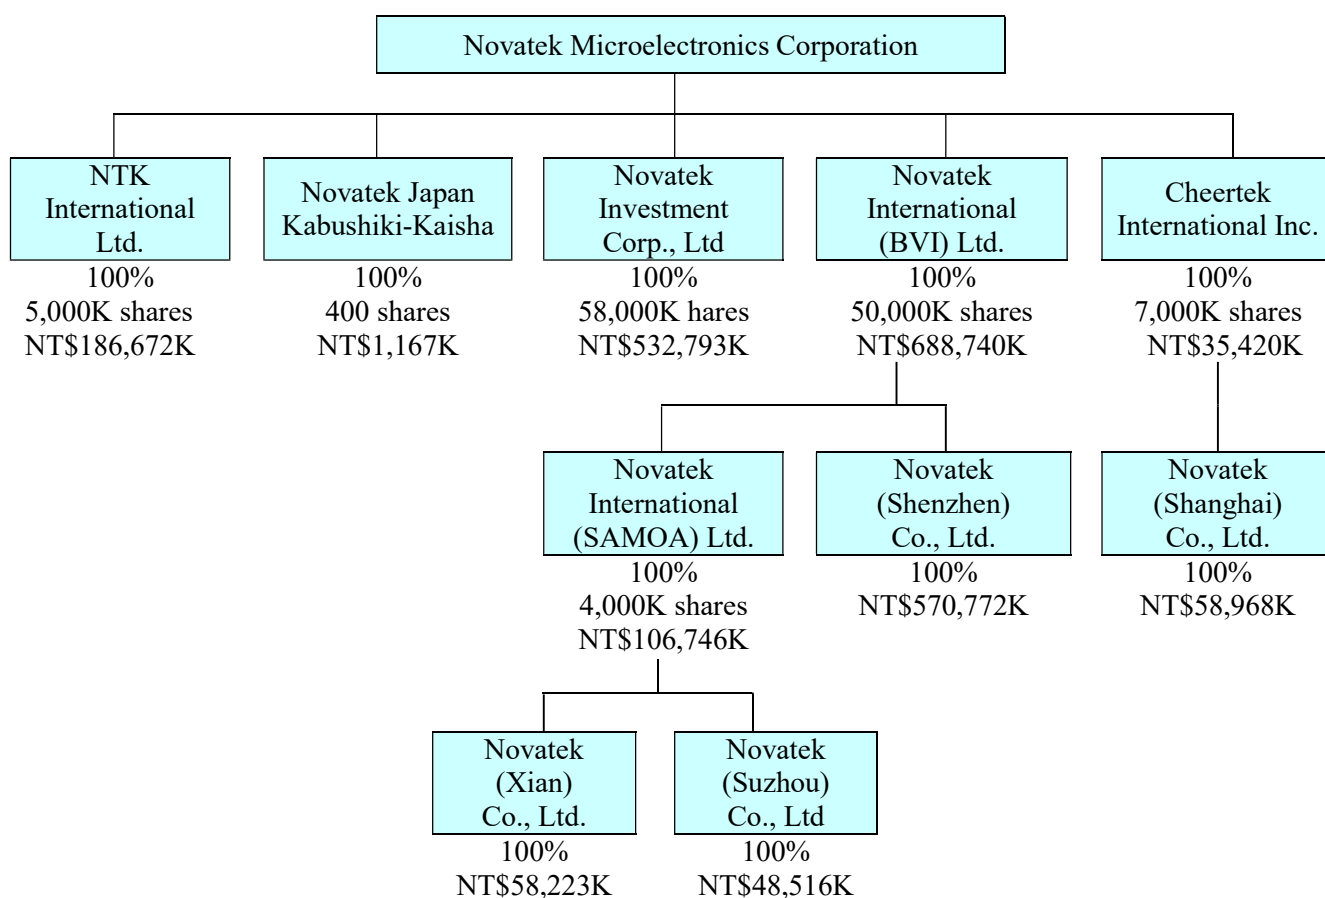 Novatek Microelectronics Corporation
NTK
International
Ltd.
100%
5,000K shares
NT$186,672K
Novatek Japan
Kabushiki-Kaisha
100%
400 shares
NT$1,167K
Novatek
Investment
Corp., Ltd
100%
58,000K hares
NT$532,793K
Novatek
International
(BVI) Ltd.
100%
50,000K shares
NT$688,740K
Cheertek
International Inc.
100%
7,000K shares
NT$35,420K
Novatek
International
(SAMOA) Ltd.
100%
4,000K shares
NT$106,746K
Novatek
(Shenzhen)
Co., Ltd.
100%
NT$570,772K
Novatek
(Shanghai)
Co., Ltd.
100%
NT$58,968K
Novatek
(Xian)
Co., Ltd.
100%
NT$58,223K
Novatek
(Suzhou)
Co., Ltd
100%
NT$48,516K